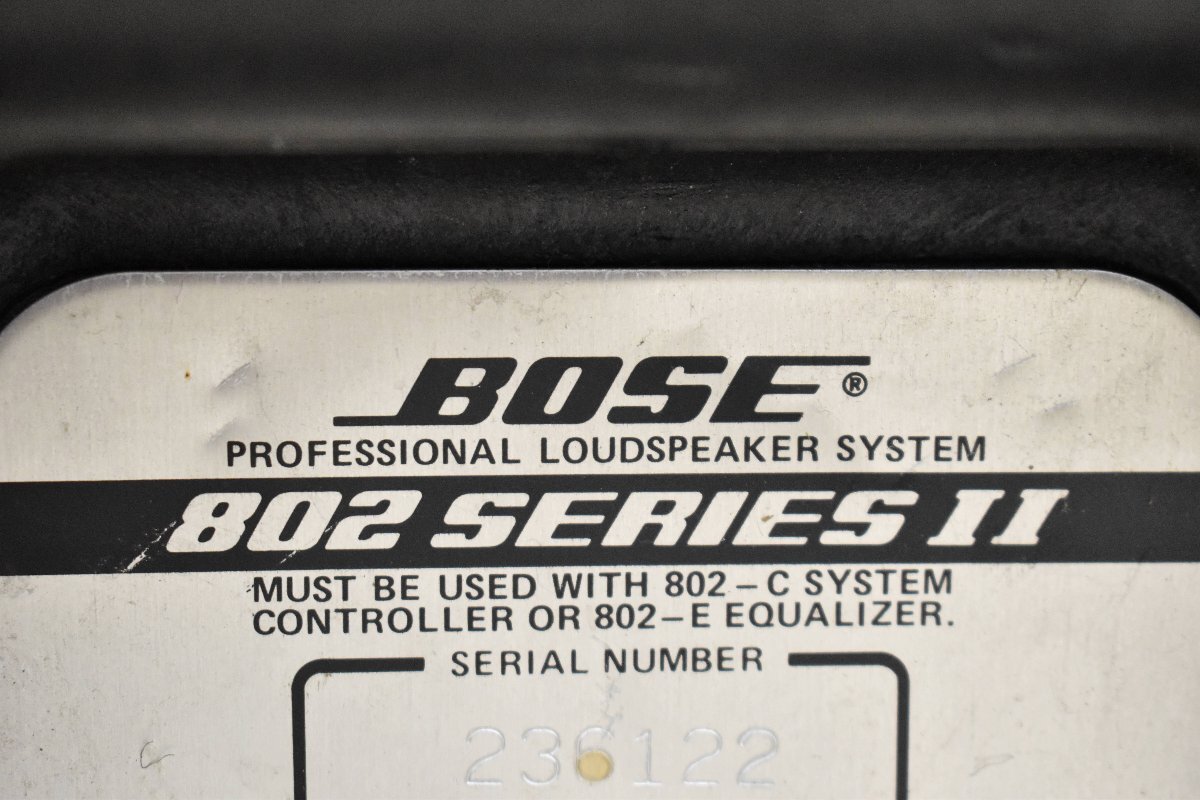 BOSE®
PROFESSIONAL LOUDSPEAKER SYSTEM
802 SERIES II
MUST BE USED WITH 802-C SYSTEM
CONTROLLER OR 802-E EQUALIZER.
SERIAL NUMBER
236122